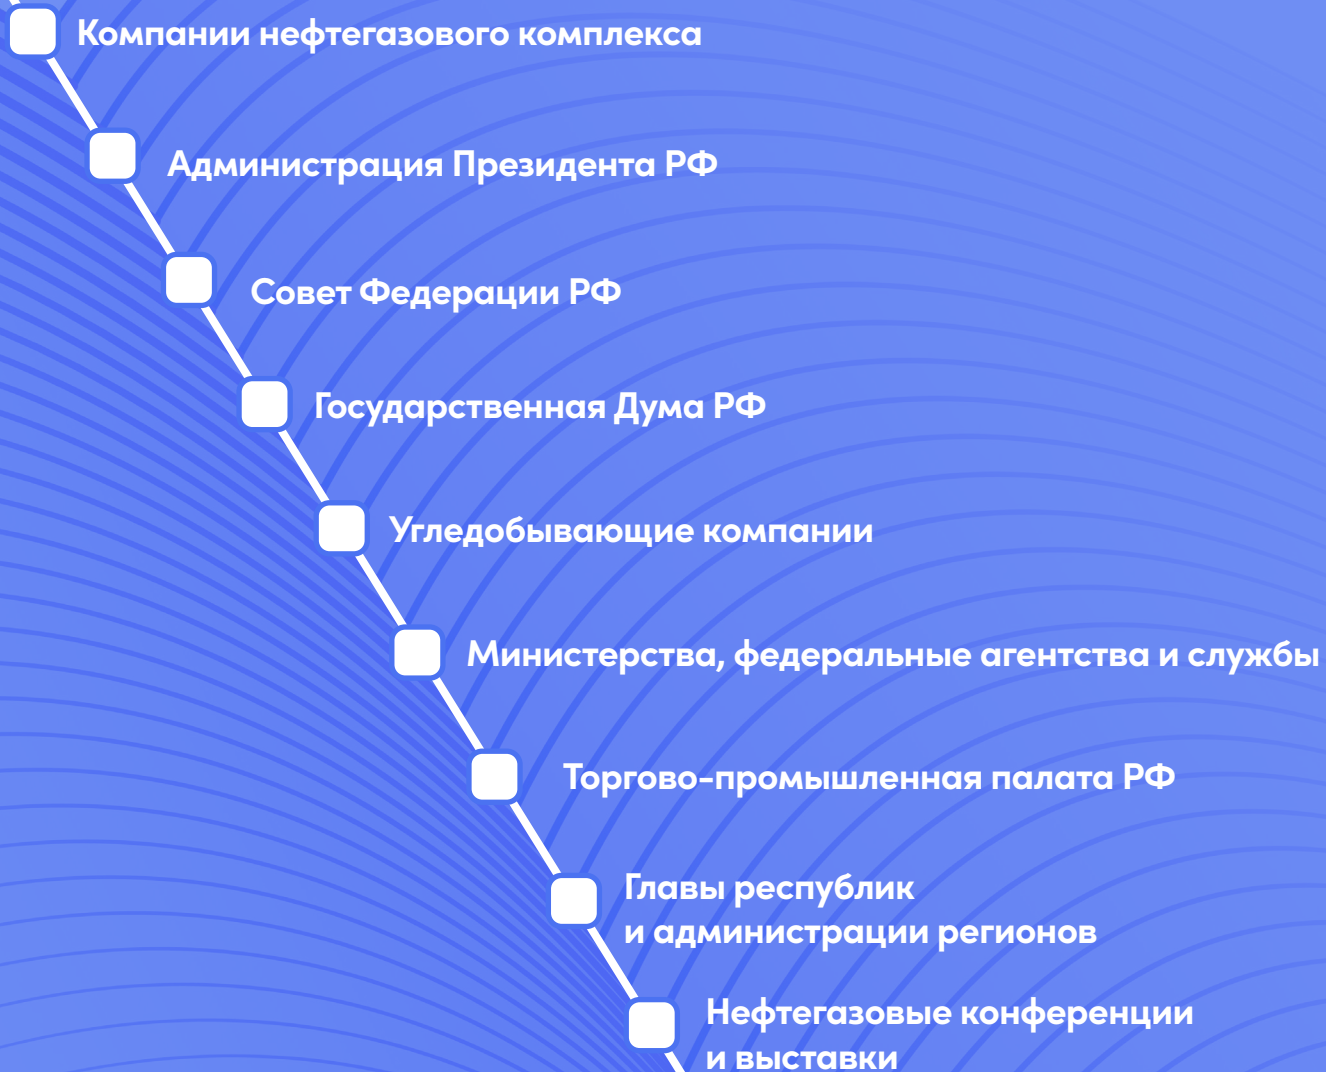 Компании нефтегазового комплекса
Администрация Президента РФ
Совет Федерации РФ
Государственная Дума РФ
Угледобывающие компании
Министерства, федеральные агентства и службы
Торгово-промышленная палата РФ
Главы республик
и администрации регионов
Нефтегазовые конференции
и выставки